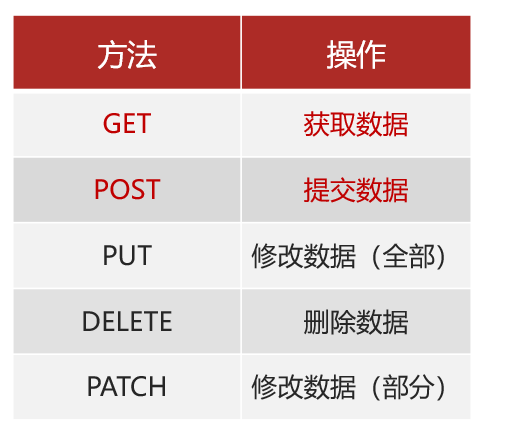 方法 操作
GET 获取数据
POST 提交数据
PUT 修改数据（全部）
DELETE 删除数据
PATCH 修改数据（部分）